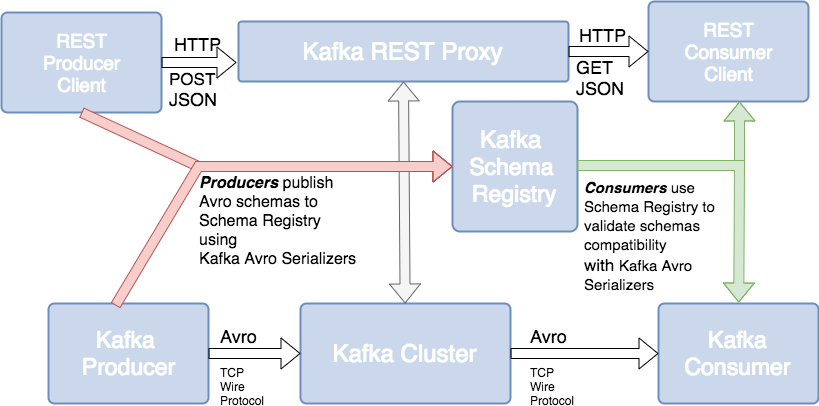 REST
Producer
Client
HTTP
POST
JSON
Kafka REST Proxy
HTTP
GET
JSON
REST
Consumer
Client
Kafka
Schema
Registry
Producers publish
Avro schemas to
Schema Registry
using
Kafka Avro Serializers
Consumers use
Schema Registry to
validate schemas
compatibility
with Kafka Avro
Serializers
Kafka
Producer
Avro
TCP
Wire
Protocol
Kafka Cluster
Avro
TCP
Wire
Protocol
Kafka
Consumer